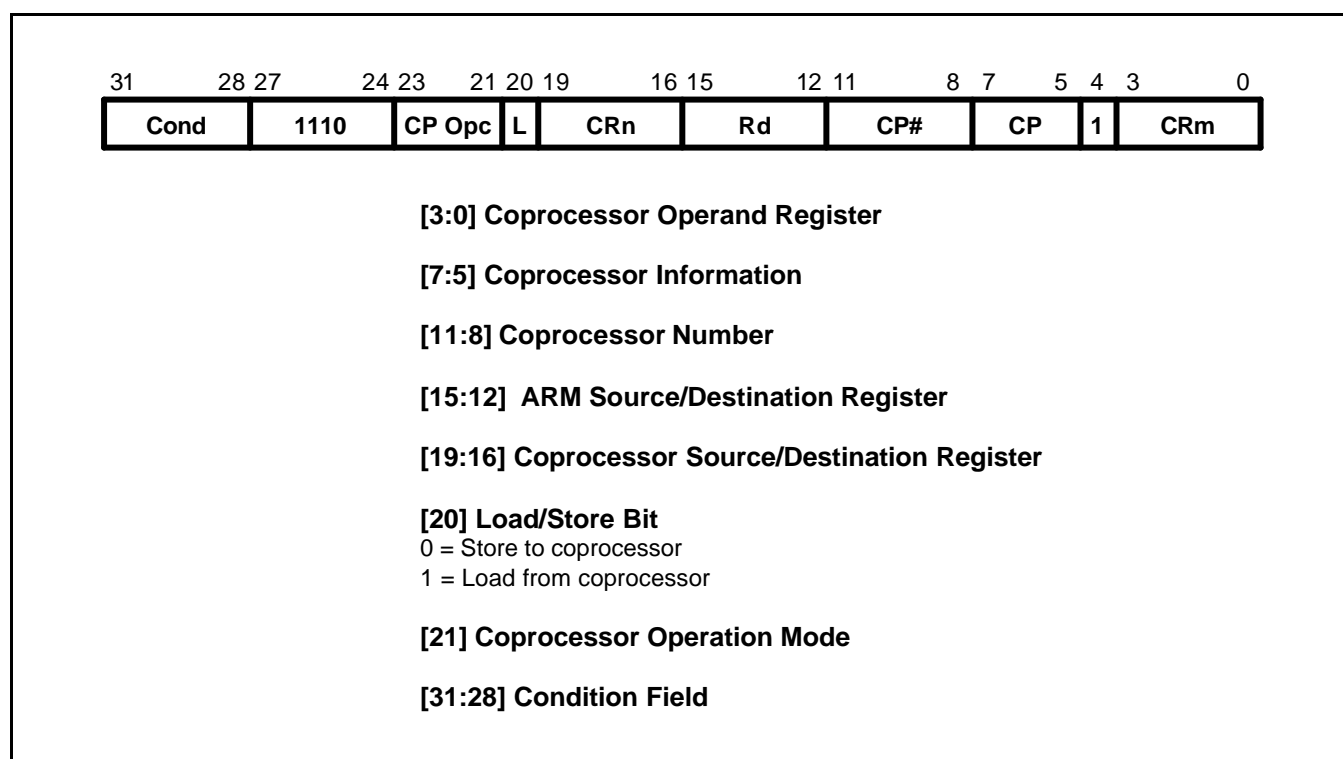 31 28 27 24 23 21 20 19 16 15 12 11 8 7 5 4 3 0
Cond 1110 CP Opc L CRn Rd CP# CP 1 CRm
[3:0] Coprocessor Operand Register
[7:5] Coprocessor Information
[11:8] Coprocessor Number
[15:12] ARM Source/Destination Register
[19:16] Coprocessor Source/Destination Register
[20] Load/Store Bit
0 = Store to coprocessor
1 = Load from coprocessor
[21] Coprocessor Operation Mode
[31:28] Condition Field